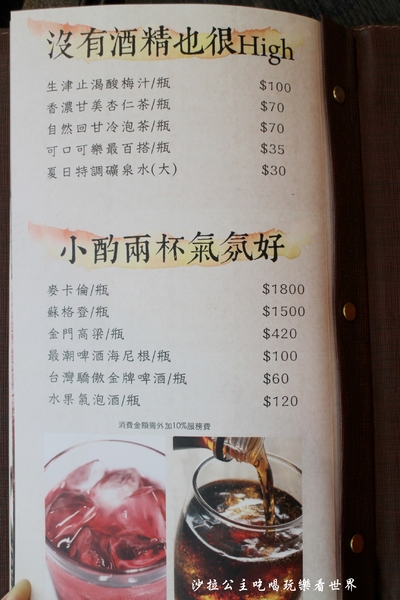 沒有酒精也很High
生津止渴酸梅汁/瓶 $100
香濃甘美杏仁茶/瓶 $70
自然回甘冷泡茶/瓶 $70
可口可樂最百搭/瓶 $35
夏日特調礦泉水(大) $30
小酌兩杯氣氛好
麥卡倫/瓶 $1800
蘇格登/瓶 $1500
金門高梁/瓶 $420
最潮啤酒海尼根/瓶 $100
台灣驕傲金牌啤酒/瓶 $60
水果氣泡酒/瓶 $120
消費金額需外加10%服務費
沙拉公主吃喝玩樂看世界